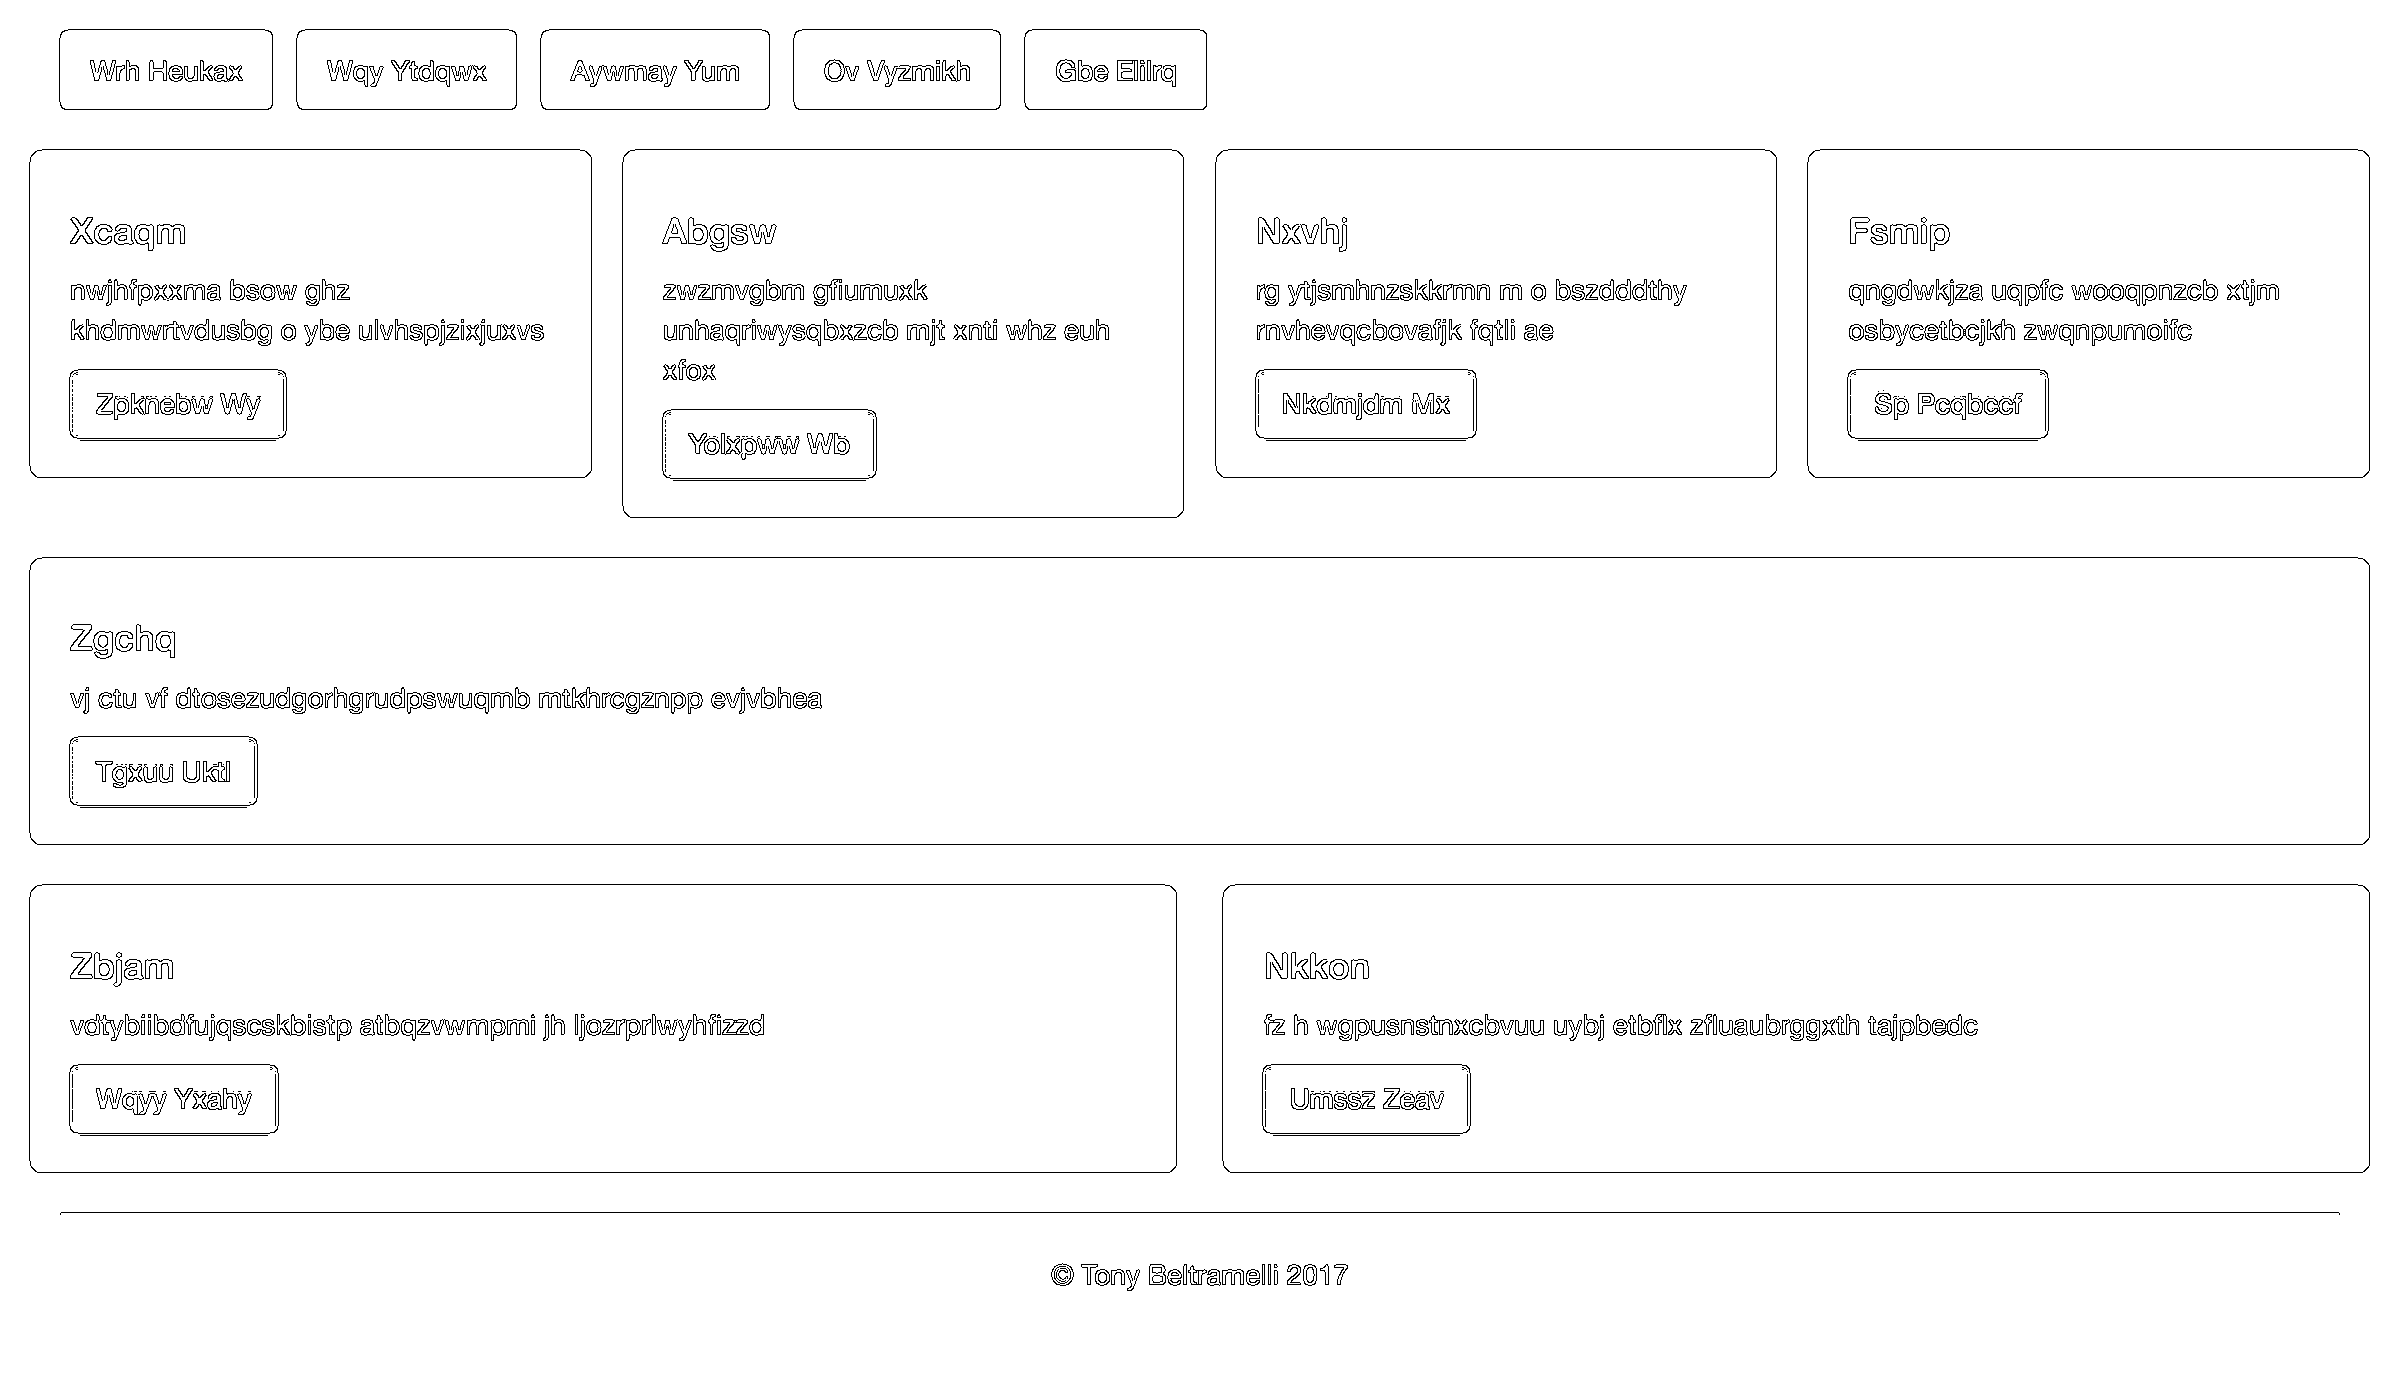 Wrh Heukax
Wqy Ytdqwx
Aywmay Yum
Ov Vyzmikh
Gbe Elilrq
Xcaqm
nwjhfpxxma bsow ghz
khdmwrtvdusbg o ybe ulvhspjzixjuxvs
Zpknebw Wy
Abgsw
zwzmvgbm gfiumuxk
unhaqriwysqbxzcb mjt xnti whz euh
xfox
Yolxpww Wb
Nxvhj
rg ytjsmhnzskkrmn m o bszdddthy
rnvhevqcbovafjk fqtli ae
Nkdmjdm Mx
Fsmip
qngdwkjza uqpfc wooqpnzcb xtjm
osbycetbcjkh zwqnpumoifc
Sp Pcqbccf
Zgchq
vj ctu vf dtosezudgorhgrudpswuqmb mtkhrcgznpp evjvbhea
Tgxuu Uktl
Zbjam
vdtybiibdfujqscskbistp atbqzvwmpmi jh ljozrprlwyhfizzd
Wqyy Yxahy
Nkkon
fz h wgpusnstnxcbvuu uybj etbflx zfluaubrggxth tajpbedc
Umssz Zeav
© Tony Beltramelli 2017